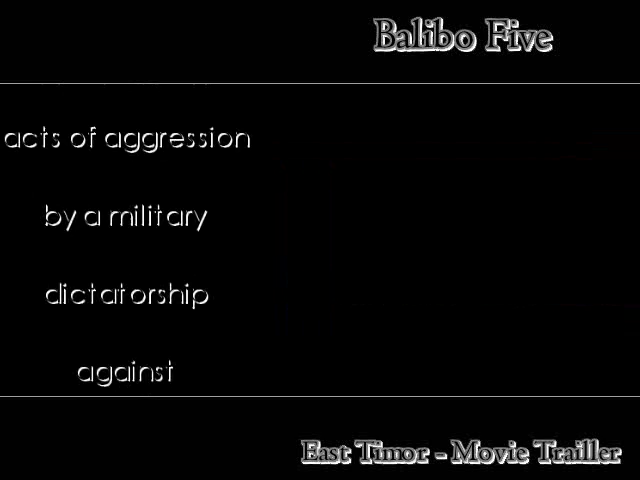 Balibo Five
acts of aggression
by a military
dictatorship
against
East Timor - Movie Trailler